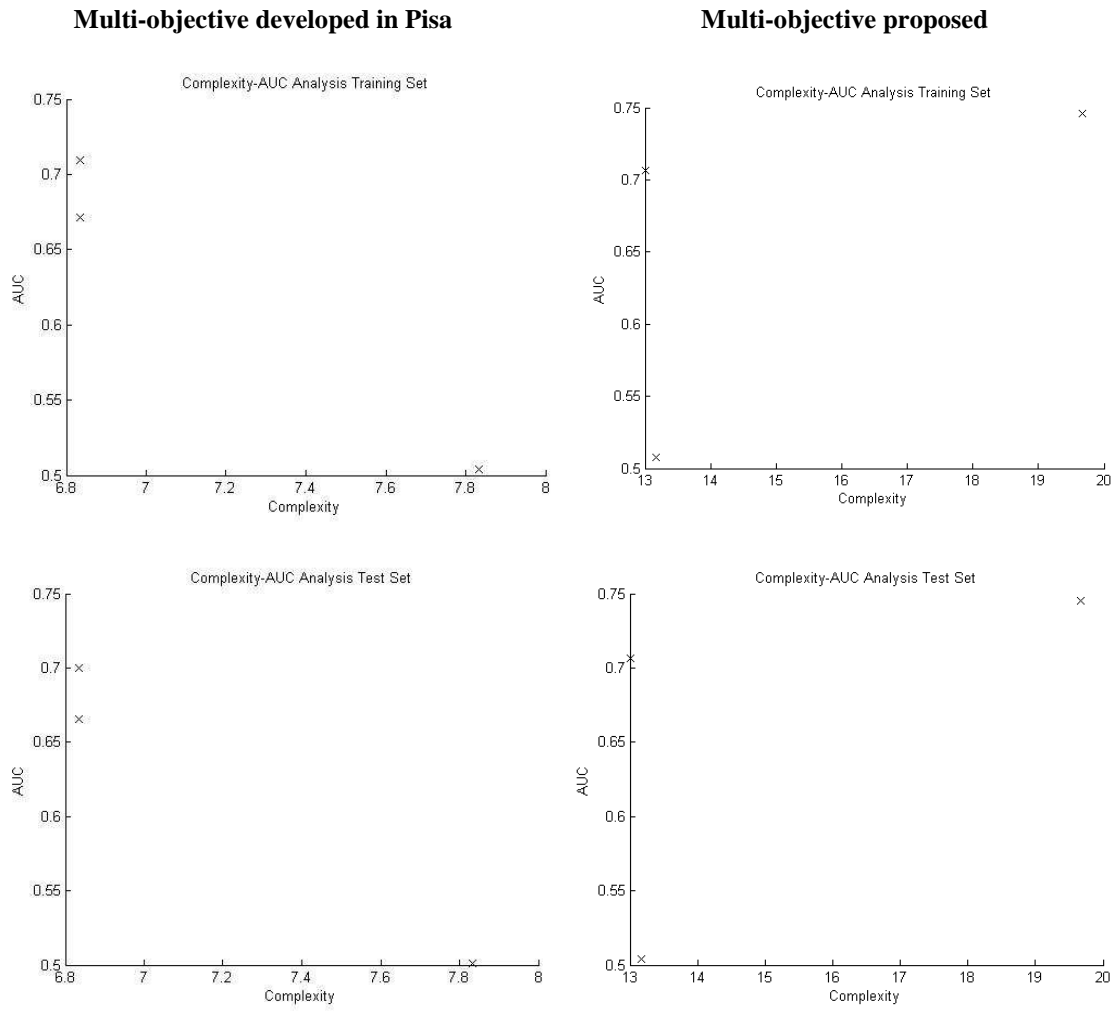 Multi-objective developed in Pisa
Multi-objective proposed
Complexity-AUC Analysis Training Set
0.75
0.7
0.65
0.6
0.55
0.5
AUC
6.8 7 7.2 7.4 7.6 7.8 8
Complexity
Complexity-AUC Analysis Training Set
0.75
0.7
0.65
0.6
0.55
0.5
AUC
13 14 15 16 17 18 19 20
Complexity
Complexity-AUC Analysis Test Set
0.75
0.7
0.65
0.6
0.55
0.5
AUC
6.8 7 7.2 7.4 7.6 7.8 8
Complexity
Complexity-AUC Analysis Test Set
0.75
0.7
0.65
0.6
0.55
0.5
AUC
13 14 15 16 17 18 19 20
Complexity